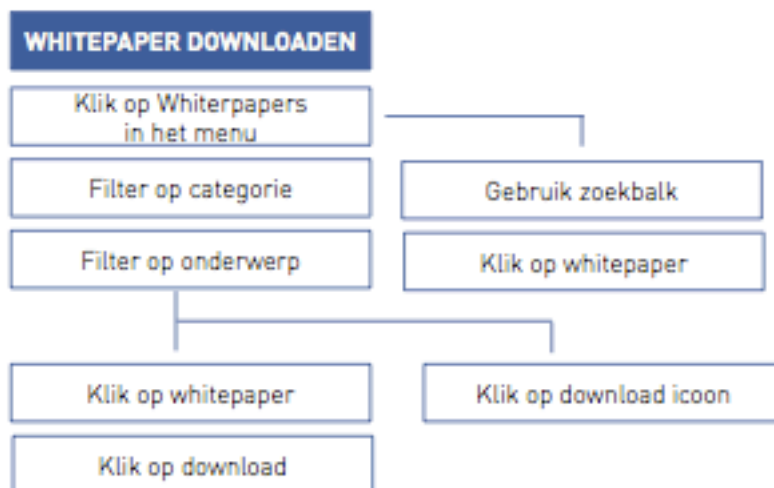 WHITEPAPER DOWNLOADEN
Klik op Whiterpapers
in het menu
Filter op categorie
Gebruik zoekbalk
Filter op onderwerp
Klik op whitepaper
Klik op whitepaper
Klik op download icoon
Klik op download